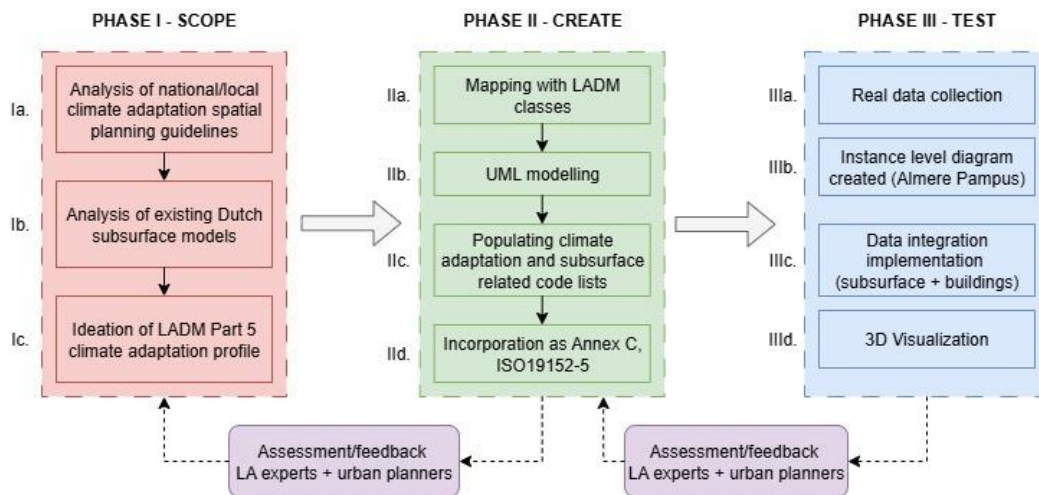 PHASE I - SCOPE
Ia.
Analysis of national/local
climate adaptation spatial
planning guidelines
Ib.
Analysis of existing Dutch
subsurface models
Ic.
Ideation of LADM Part 5
climate adaptation profile
PHASE II - CREATE
IIa.
Mapping with LADM
classes
IIb.
UML modelling
IIc.
Populating climate
adaptation and subsurface
related code lists
IId.
Incorporation as Annex C,
ISO19152-5
PHASE III - TEST
IIIa.
Real data collection
IIIb.
Instance level diagram
created (Almere Pampus)
IIIc.
Data integration
implementation
(subsurface + buildings)
IIId.
3D Visualization
Assessment/feedback
LA experts + urban planners
Assessment/feedback
LA experts + urban planners